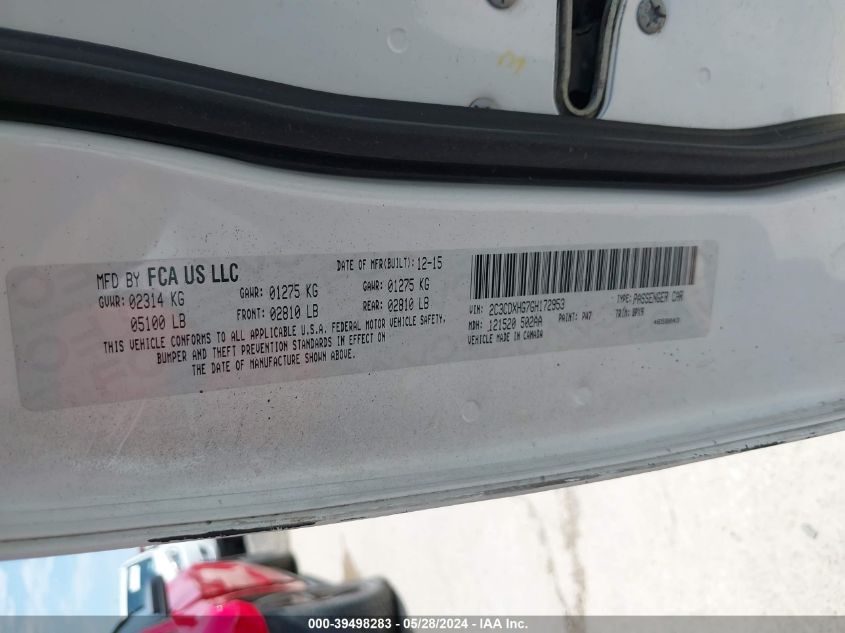 MFD BY FCA US LLC
DATE OF MFR(BUILT): 12-15
GVWR: 02314 KG
GAWR: 01275 KG
GAWR: 01275 KG
05100 LB
FRONT: 02810 LB
REAR: 02810 LB
THIS VEHICLE CONFORMS TO ALL APPLICABLE U.S.A. FEDERAL MOTOR VEHICLE SAFETY,
BUMPER AND THEFT PREVENTION STANDARDS IN EFFECT ON
THE DATE OF MANUFACTURE SHOWN ABOVE.
VIN: 2C3CDXHG7GH172953
TYPE: PASSENGER CAR
MDH: 121520 502AA
PAINT: PW7
TRIM:
VEHICLE MADE IN CANADA
000-39498283 / 05/28/2024 - IAA Inc.